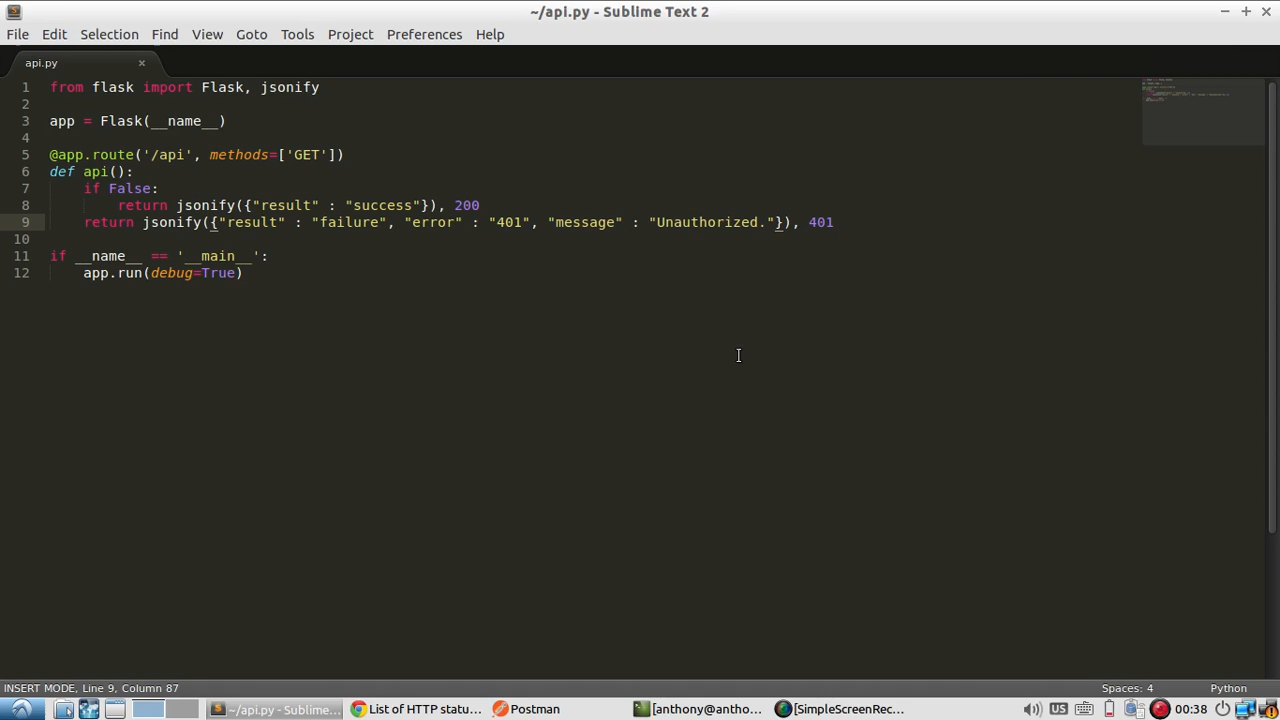 ~/api.py - Sublime Text 2
File Edit Selection Find View Goto Tools Project Preferences Help
api.py ×
1 from flask import Flask, jsonify
2
3 app = Flask(__name__)
4
5 @app.route('/api', methods=['GET'])
6 def api():
7     if False:
8         return jsonify({"result" : "success"}), 200
9     return jsonify({"result" : "failure", "error" : "401", "message" : "Unauthorized."}), 401
10
11 if __name__ == '__main__':
12     app.run(debug=True)
INSERT MODE, Line 9, Column 87 Spaces: 4 Python
~/api.py - Sublime... List of HTTP statu... Postman [anthony@antho... [SimpleScreenRec... US 00:38